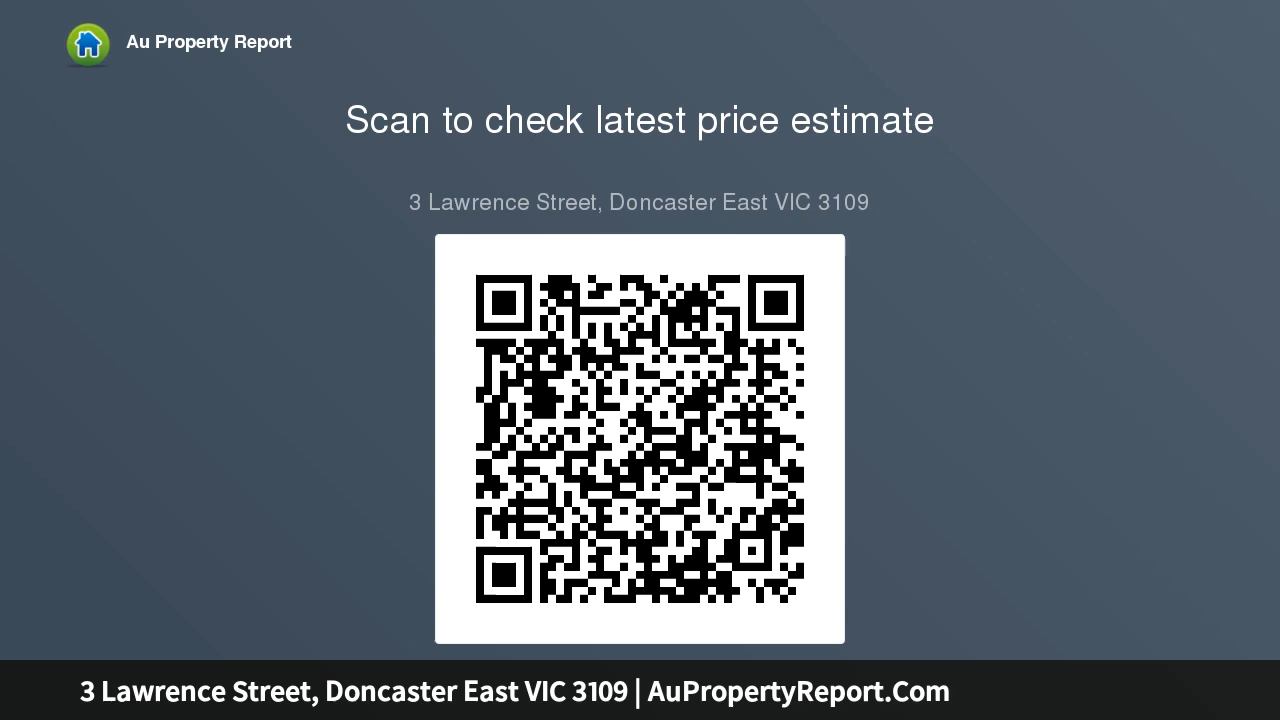 Au Property Report
Scan to check latest price estimate
3 Lawrence Street, Doncaster East VIC 3109
3 Lawrence Street, Doncaster East VIC 3109 | AuPropertyReport.Com